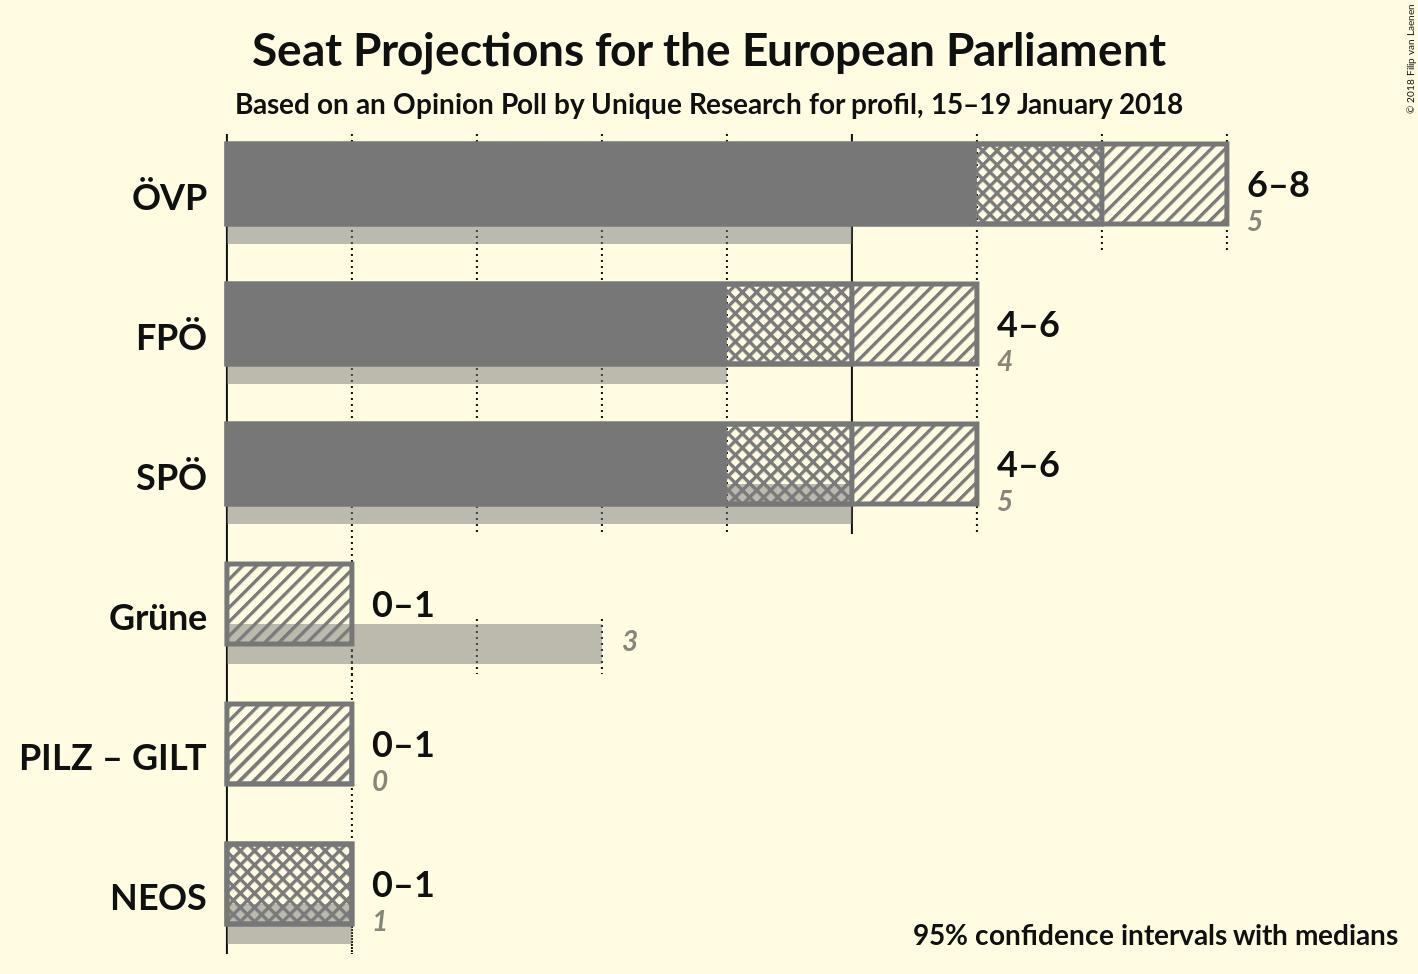 Seat Projections for the European Parliament
Based on an Opinion Poll by Unique Research for profil, 15–19 January 2018
© 2018 Filip van Laenen
ÖVP
6–8
5
FPÖ
4–6
4
SPÖ
4–6
5
Grüne
0–1
3
PILZ – GILT
0–1
0
NEOS
0–1
1
95% confidence intervals with medians